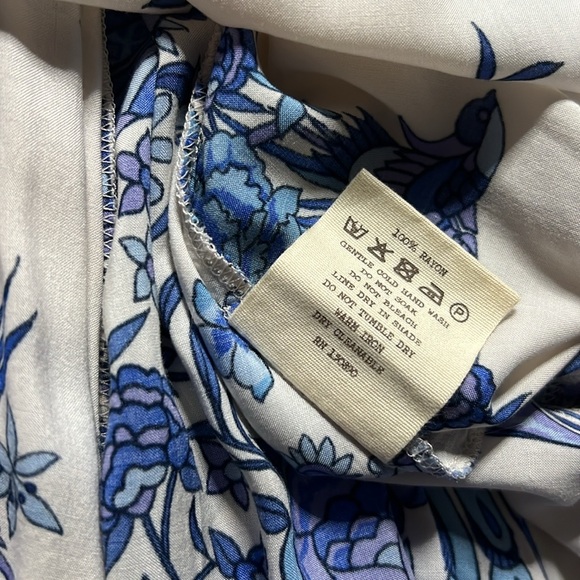 100% RAYON
P
GENTLE COLD HAND WASH
DO NOT SOAK
DO NOT BLEACH
LINE DRY IN SHADE
DO NOT TUMBLE DRY
WARM IRON
DRY CLEANABLE
RN 130890